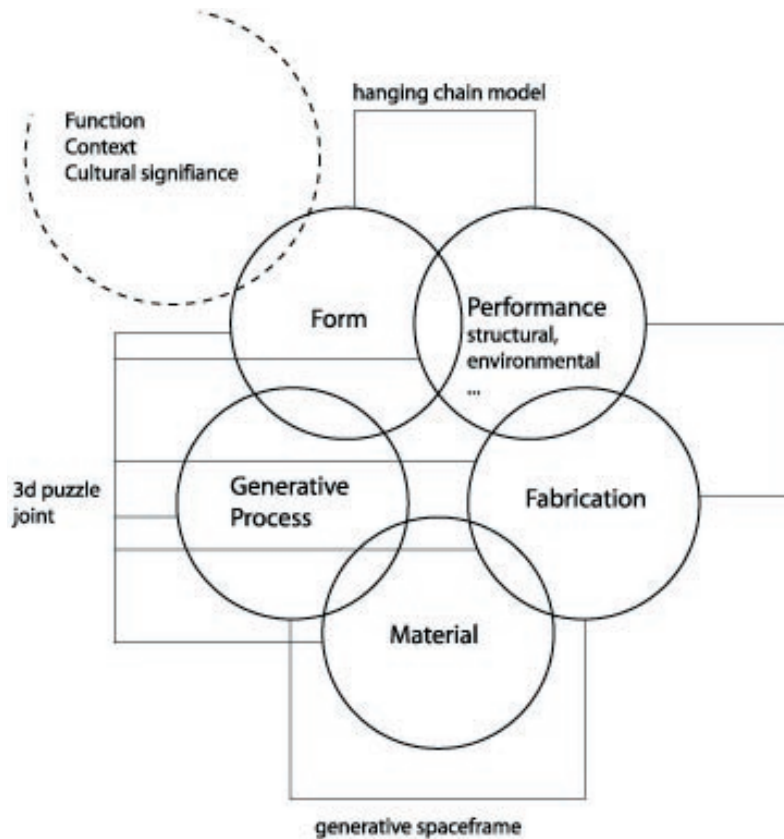 hanging chain model
Function
Context
Cultural signifiance
Form
Performance
structural,
environmental
...
3d puzzle
joint
Generative
Process
Fabrication
Material
generative spaceframe